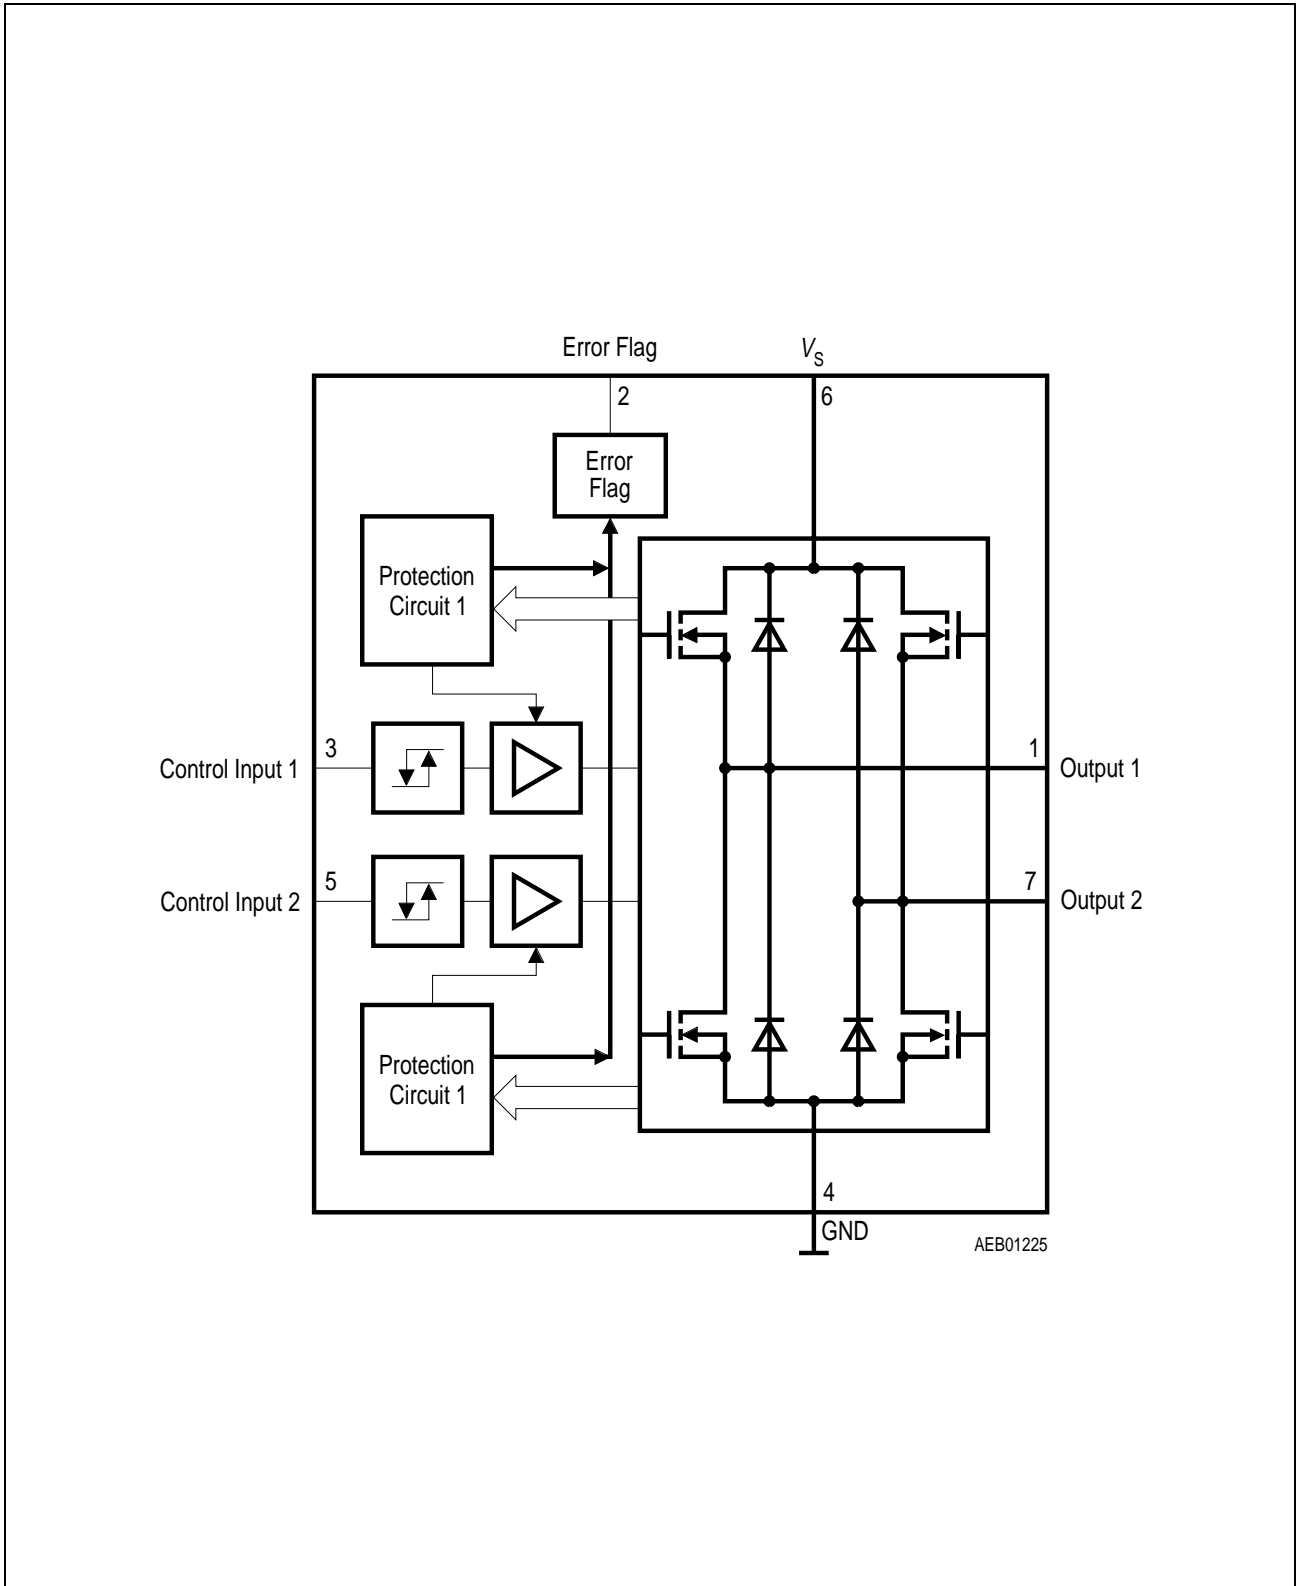 Error Flag
V_S
2
6
Error
Flag
Protection
Circuit 1
3
1
Control Input 1
Output 1
5
7
Control Input 2
Output 2
Protection
Circuit 1
4
GND
AEB01225